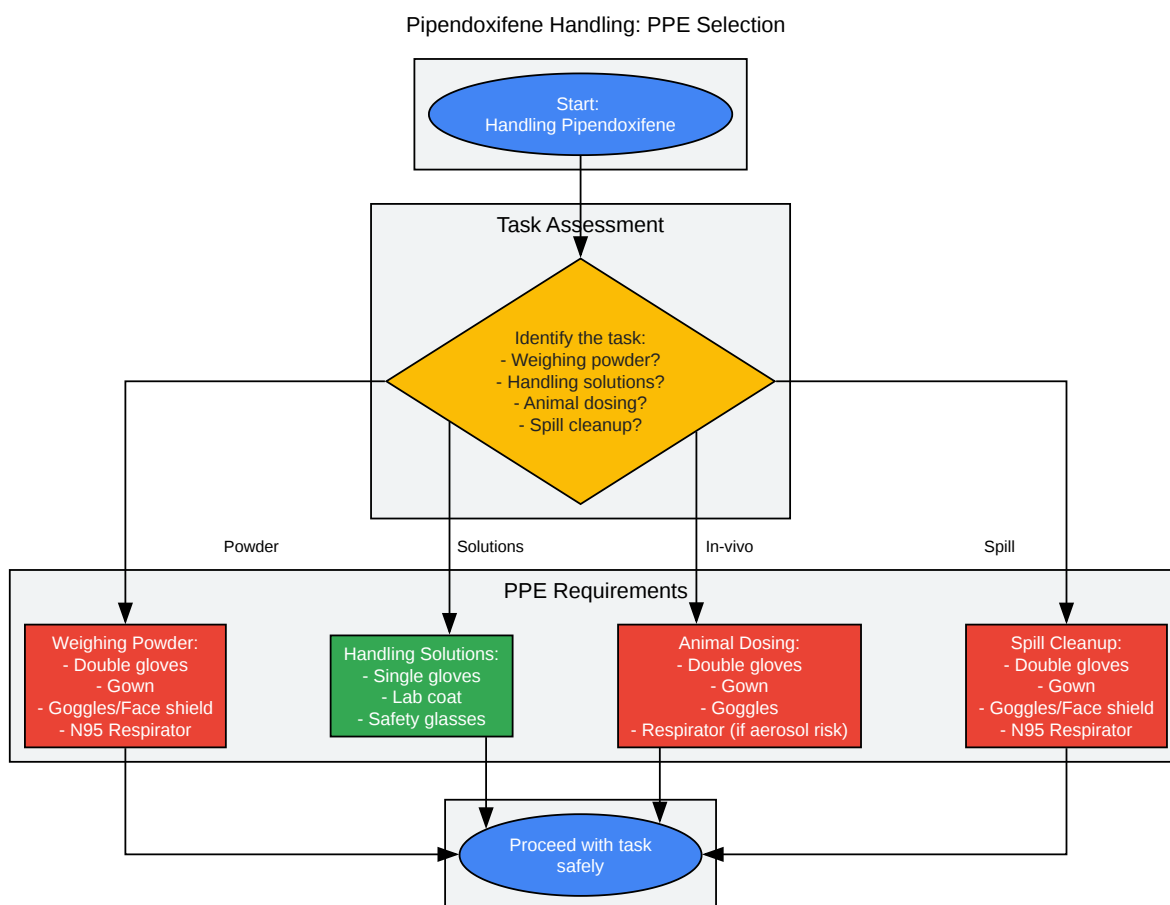 Pipendoxifene Handling: PPE Selection
Start:
Handling Pipendoxifene
Task Assessment
Identify the task:
- Weighing powder?
- Handling solutions?
- Animal dosing?
- Spill cleanup?
Powder
Solutions
In-vivo
Spill
PPE Requirements
Weighing Powder:
- Double gloves
- Gown
- Goggles/Face shield
- N95 Respirator
Handling Solutions:
- Single gloves
- Lab coat
- Safety glasses
Animal Dosing:
- Double gloves
- Gown
- Goggles
- Respirator (if aerosol risk)
Spill Cleanup:
- Double gloves
- Gown
- Goggles/Face shield
- N95 Respirator
Proceed with task
safely